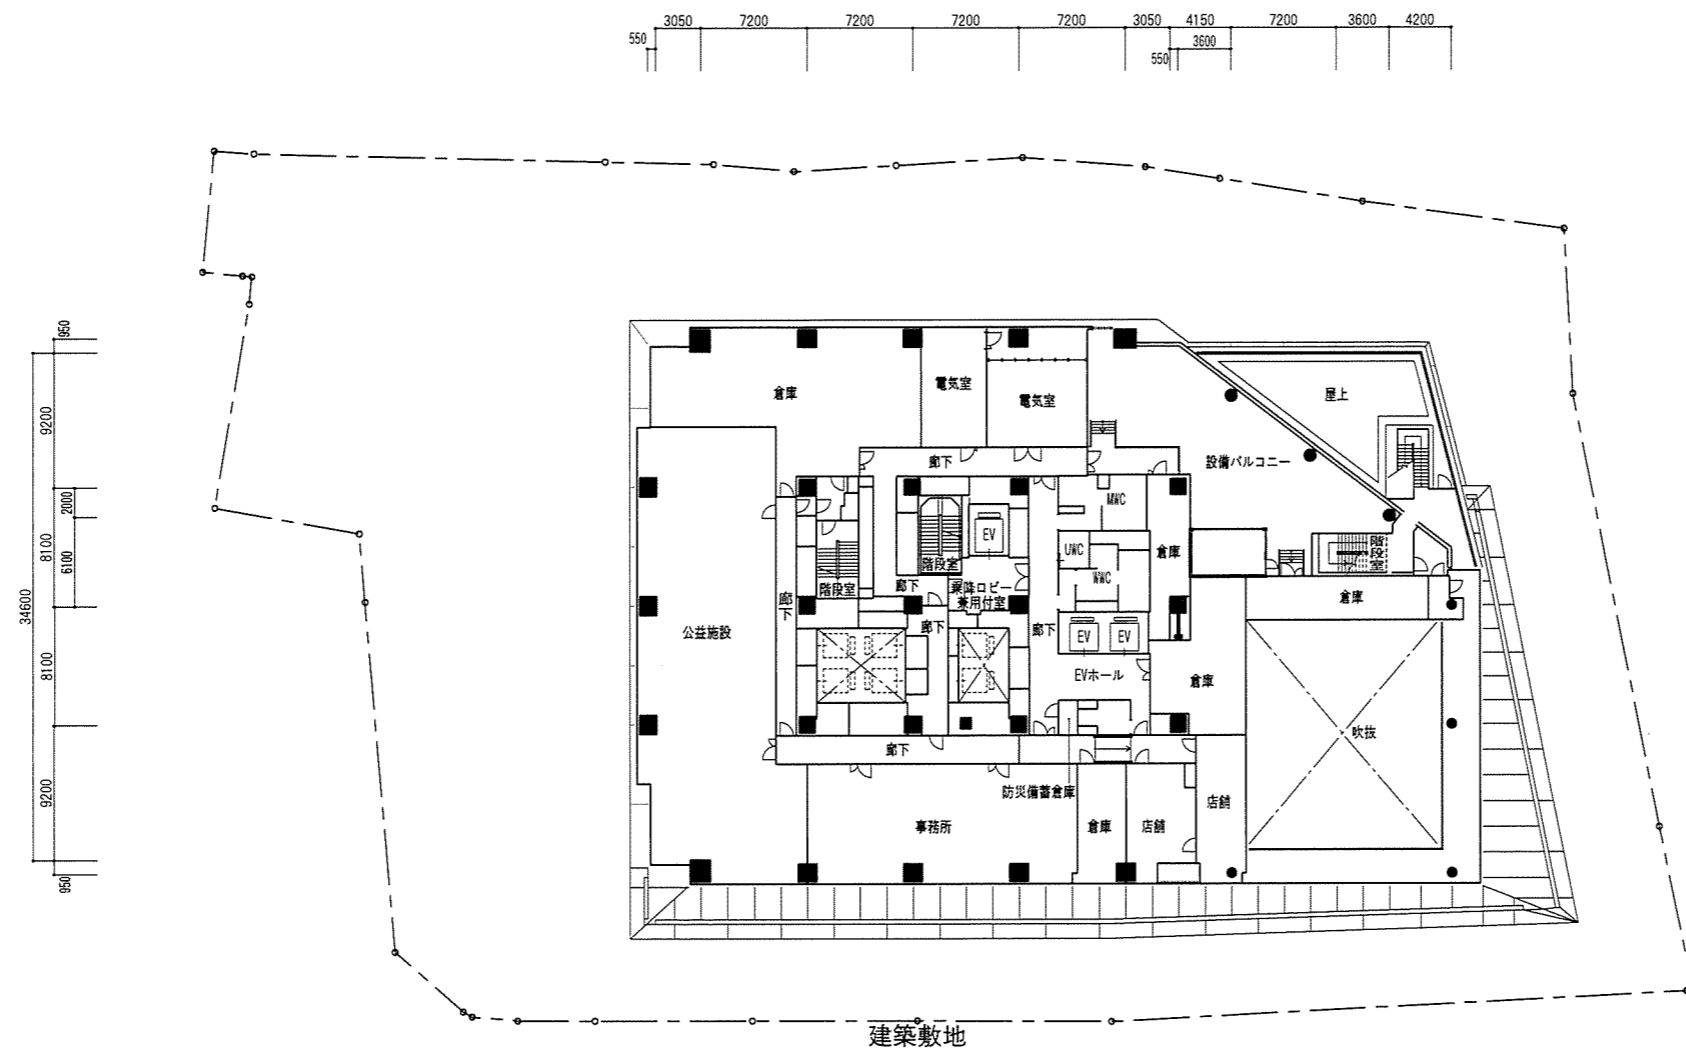 3050 7200 7200 7200 7200 3050 4150 7200 3600 4200
550
3600
550
950
9200
2000
8100
6100
34600
8100
9200
950
倉庫
電気室
電気室
屋上
廊下
設備バルコニー
MWC
EV
UWC
倉庫
WWC
階段室
階段室
階段室
廊下
乗降ロビー
兼用付室
倉庫
廊下
公益施設
廊下
廊下
EV
EV
EVホール
倉庫
吹抜
廊下
防災備蓄倉庫
店舗
事務所
倉庫
店舗
建築敷地